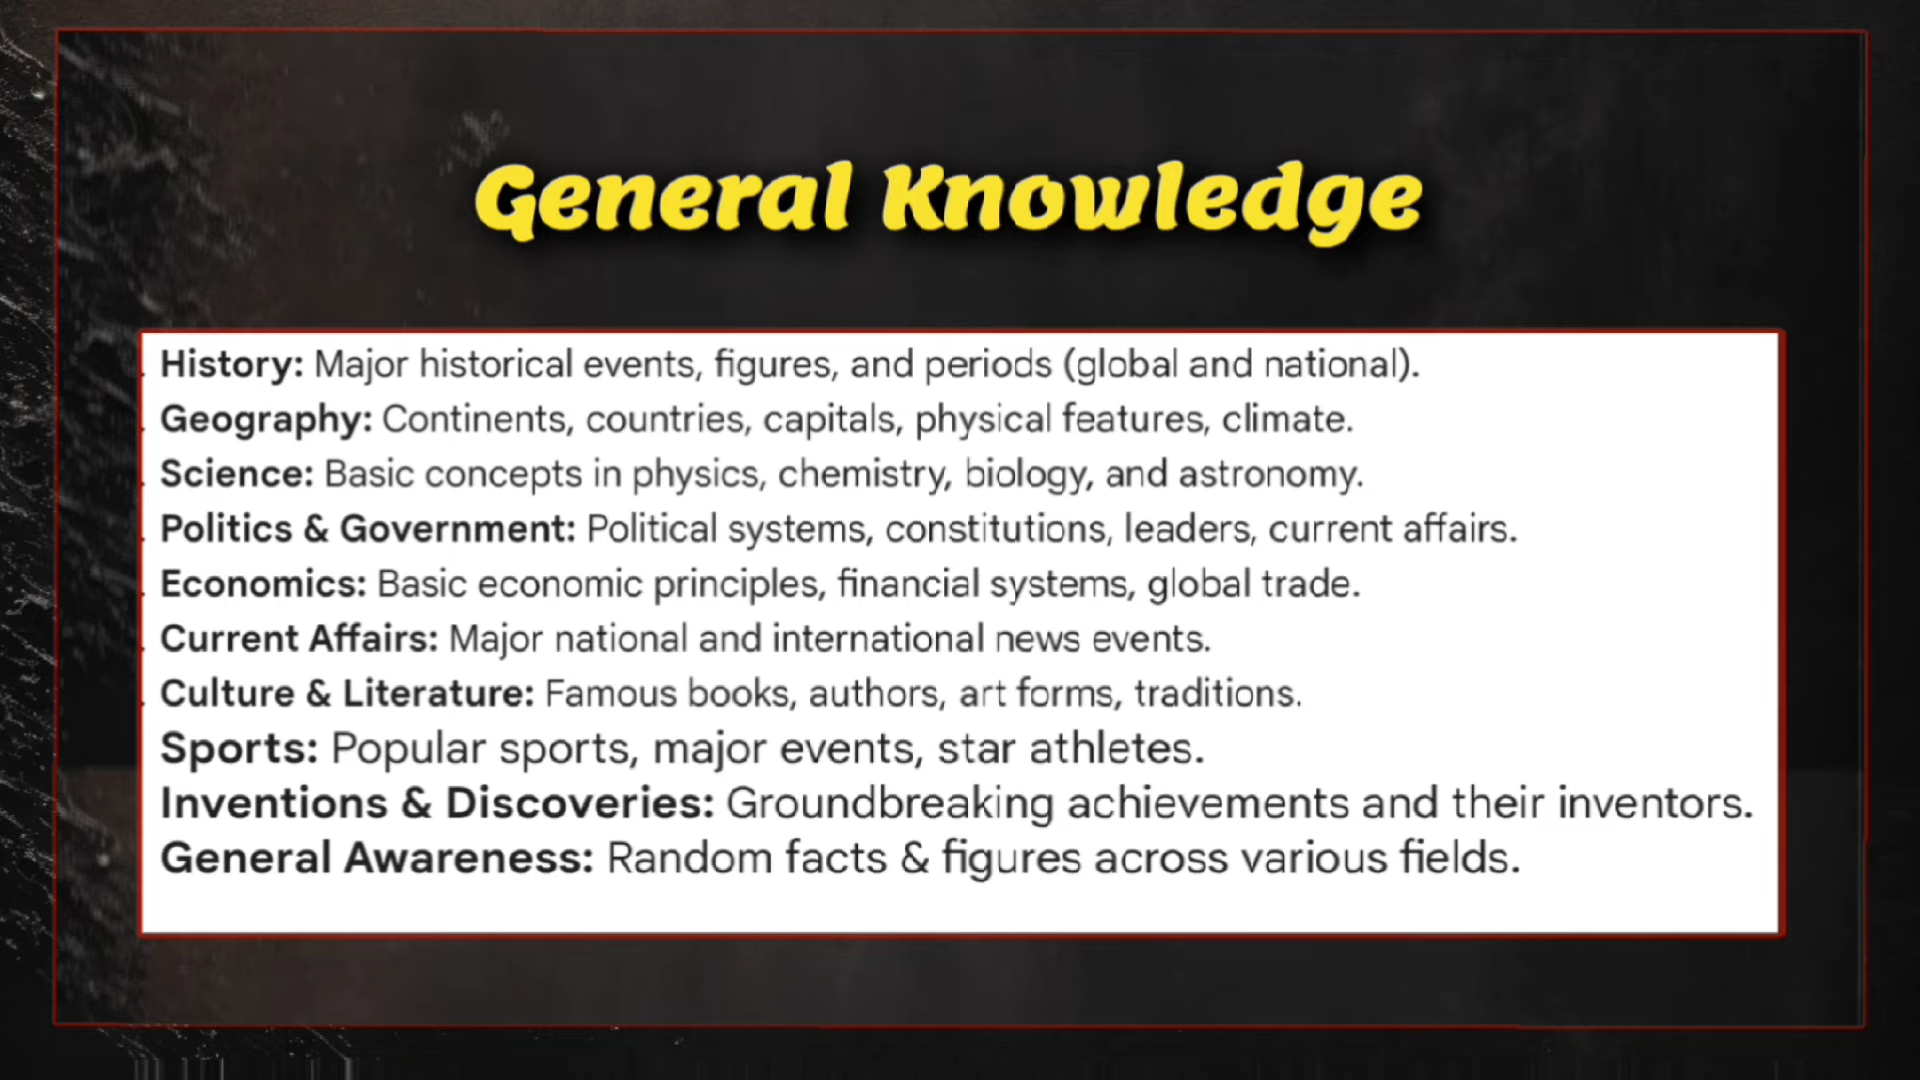 General Knowledge
History: Major historical events, figures, and periods (global and national).
Geography: Continents, countries, capitals, physical features, climate.
Science: Basic concepts in physics, chemistry, biology, and astronomy.
Politics & Government: Political systems, constitutions, leaders, current affairs.
Economics: Basic economic principles, financial systems, global trade.
Current Affairs: Major national and international news events.
Culture & Literature: Famous books, authors, art forms, traditions.
Sports: Popular sports, major events, star athletes.
Inventions & Discoveries: Groundbreaking achievements and their inventors.
General Awareness: Random facts & figures across various fields.